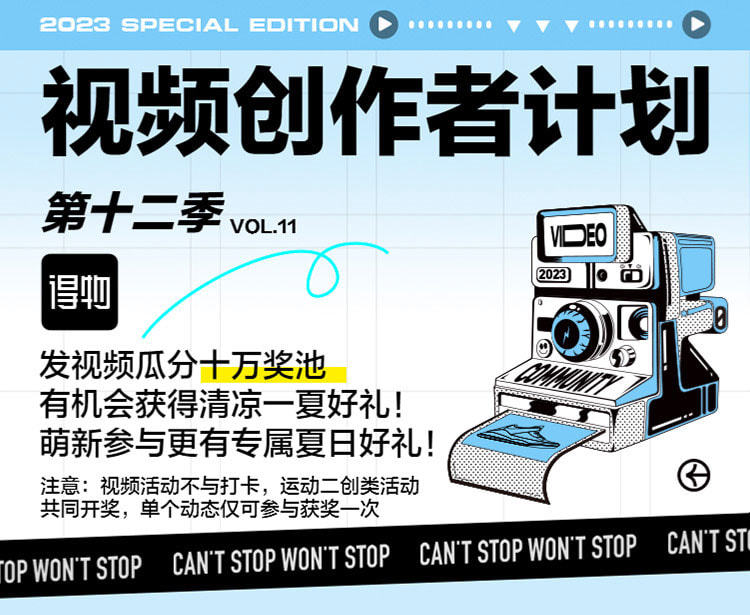 2023 SPECIAL EDITION
视频创作者计划
第十二季 VOL.11
得物
VIDEO
2023
COMMUNITY
发视频瓜分十万奖池
有机会获得清凉一夏好礼！
萌新参与更有专属夏日好礼！
注意：视频活动不与打卡，运动二创类活动
共同开奖，单个动态仅可参与获奖一次
TOP WON'T STOP CAN'T STOP WON'T STOP CAN'T STOP WON'T STOP CAN'T ST